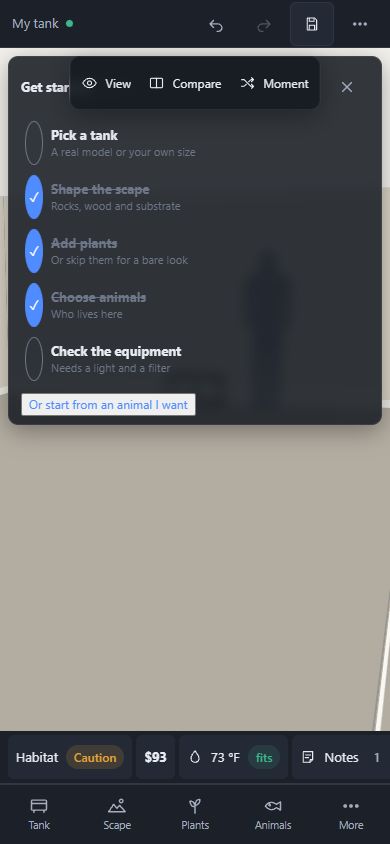 My tank
Get star
View
Compare
Moment
Pick a tank
A real model or your own size
Shape the scape
Rocks, wood and substrate
Add plants
Or skip them for a bare look
Choose animals
Who lives here
Check the equipment
Needs a light and a filter
Or start from an animal I want
Habitat Caution $93 73 °F fits Notes 1
Tank Scape Plants Animals More